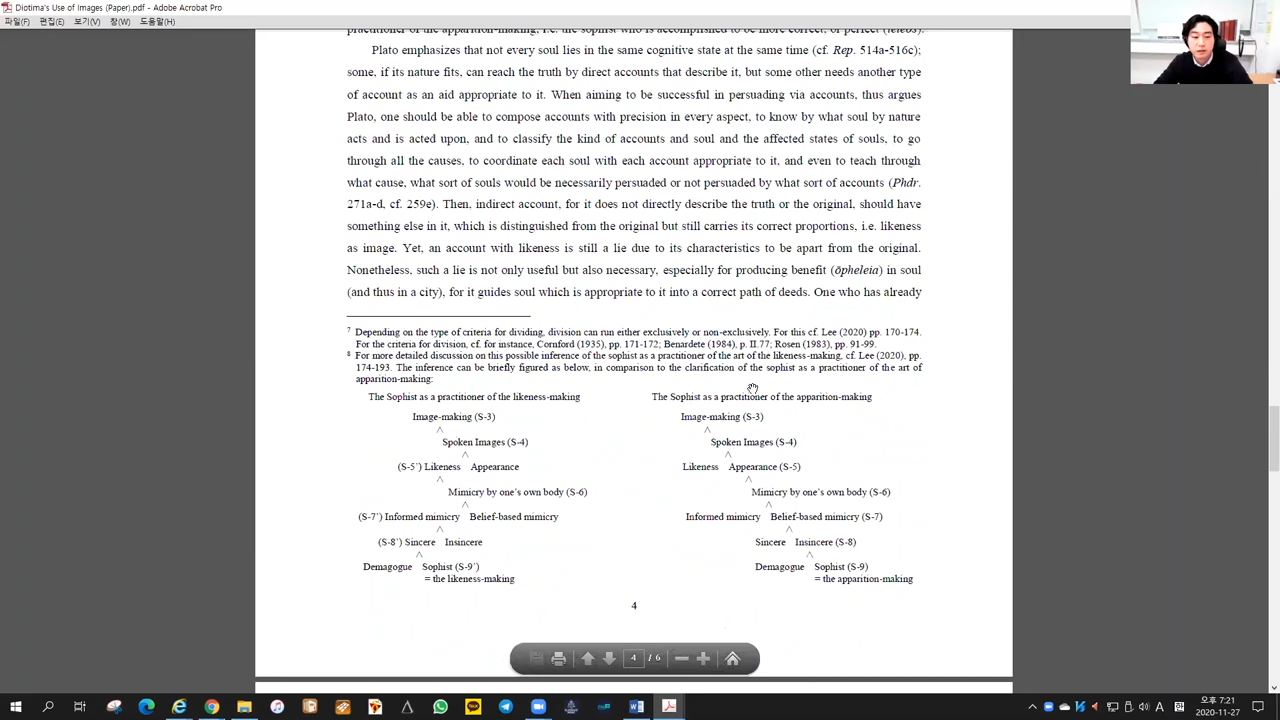 Diotima's Use of Images (Paper).pdf - Adobe Acrobat Pro
파일(F) 편집(E) 보기(V) 창(W) 도움말(H)
practitioner of the apparition-making, i.e. the sophist who is accomplished to be more correct, or perfect (teleos).
Plato emphasizes that not every soul lies in the same cognitive state at the same time (cf. Rep. 514a-516c);
some, if its nature fits, can reach the truth by direct accounts that describe it, but some other needs another type
of account as an aid appropriate to it. When aiming to be successful in persuading via accounts, thus argues
Plato, one should be able to compose accounts with precision in every aspect, to know by what soul by nature
acts and is acted upon, and to classify the kind of accounts and soul and the affected states of souls, to go
through all the causes, to coordinate each soul with each account appropriate to it, and even to teach through
what cause, what sort of souls would be necessarily persuaded or not persuaded by what sort of accounts (Phdr.
271a-d, cf. 259e). Then, indirect account, for it does not directly describe the truth or the original, should have
something else in it, which is distinguished from the original but still carries its correct proportions, i.e. likeness
as image. Yet, an account with likeness is still a lie due to its characteristics to be apart from the original.
Nonetheless, such a lie is not only useful but also necessary, especially for producing benefit (ōpheleia) in soul
(and thus in a city), for it guides soul which is appropriate to it into a correct path of deeds. One who has already
7 Depending on the type of criteria for dividing, division can run either exclusively or non-exclusively. For this cf. Lee (2020) pp. 170-174.
For the criteria for division, cf. for instance, Cornford (1935), pp. 171-172; Benardete (1984), p. II.77; Rosen (1983), pp. 91-99.
8 For more detailed discussion on this possible inference of the sophist as a practitioner of the art of the likeness-making, cf. Lee (2020), pp.
174-193. The inference can be briefly figured as below, in comparison to the clarification of the sophist as a practitioner of the art of
apparition-making:
The Sophist as a practitioner of the likeness-making
Image-making (S-3)
^
Spoken Images (S-4)
^
(S-5') Likeness Appearance
^
Mimicry by one's own body (S-6)
^
(S-7') Informed mimicry Belief-based mimicry
^
(S-8') Sincere Insincere
^
Demagogue Sophist (S-9')
= the likeness-making
The Sophist as a practitioner of the apparition-making
Image-making (S-3)
^
Spoken Images (S-4)
^
Likeness Appearance (S-5)
^
Mimicry by one's own body (S-6)
^
Informed mimicry Belief-based mimicry (S-7)
^
Sincere Insincere (S-8)
^
Demagogue Sophist (S-9)
= the apparition-making
4
4 / 6
A 漢 오후 7:21
2020-11-27